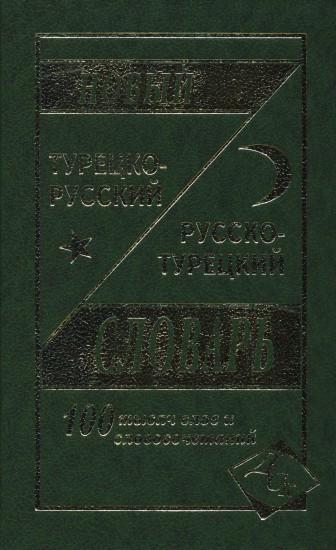 НОВЫЙ
ТУРЕЦКО-
РУССКИЙ
РУССКО-
ТУРЕЦКИЙ
СЛОВАРЬ
100 тысяч слов и
словосочетаний